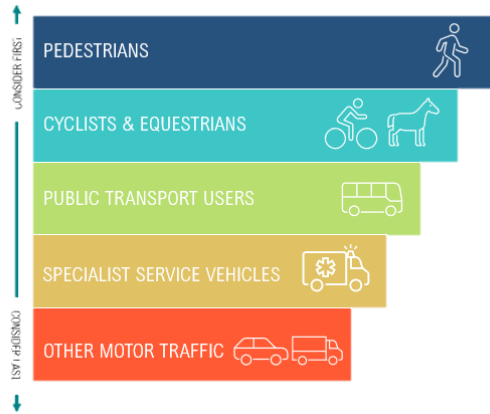 CONSIDER FIRST
PEDESTRIANS
CYCLISTS & EQUESTRIANS
PUBLIC TRANSPORT USERS
SPECIALIST SERVICE VEHICLES
OTHER MOTOR TRAFFIC
CONSIDER LAST